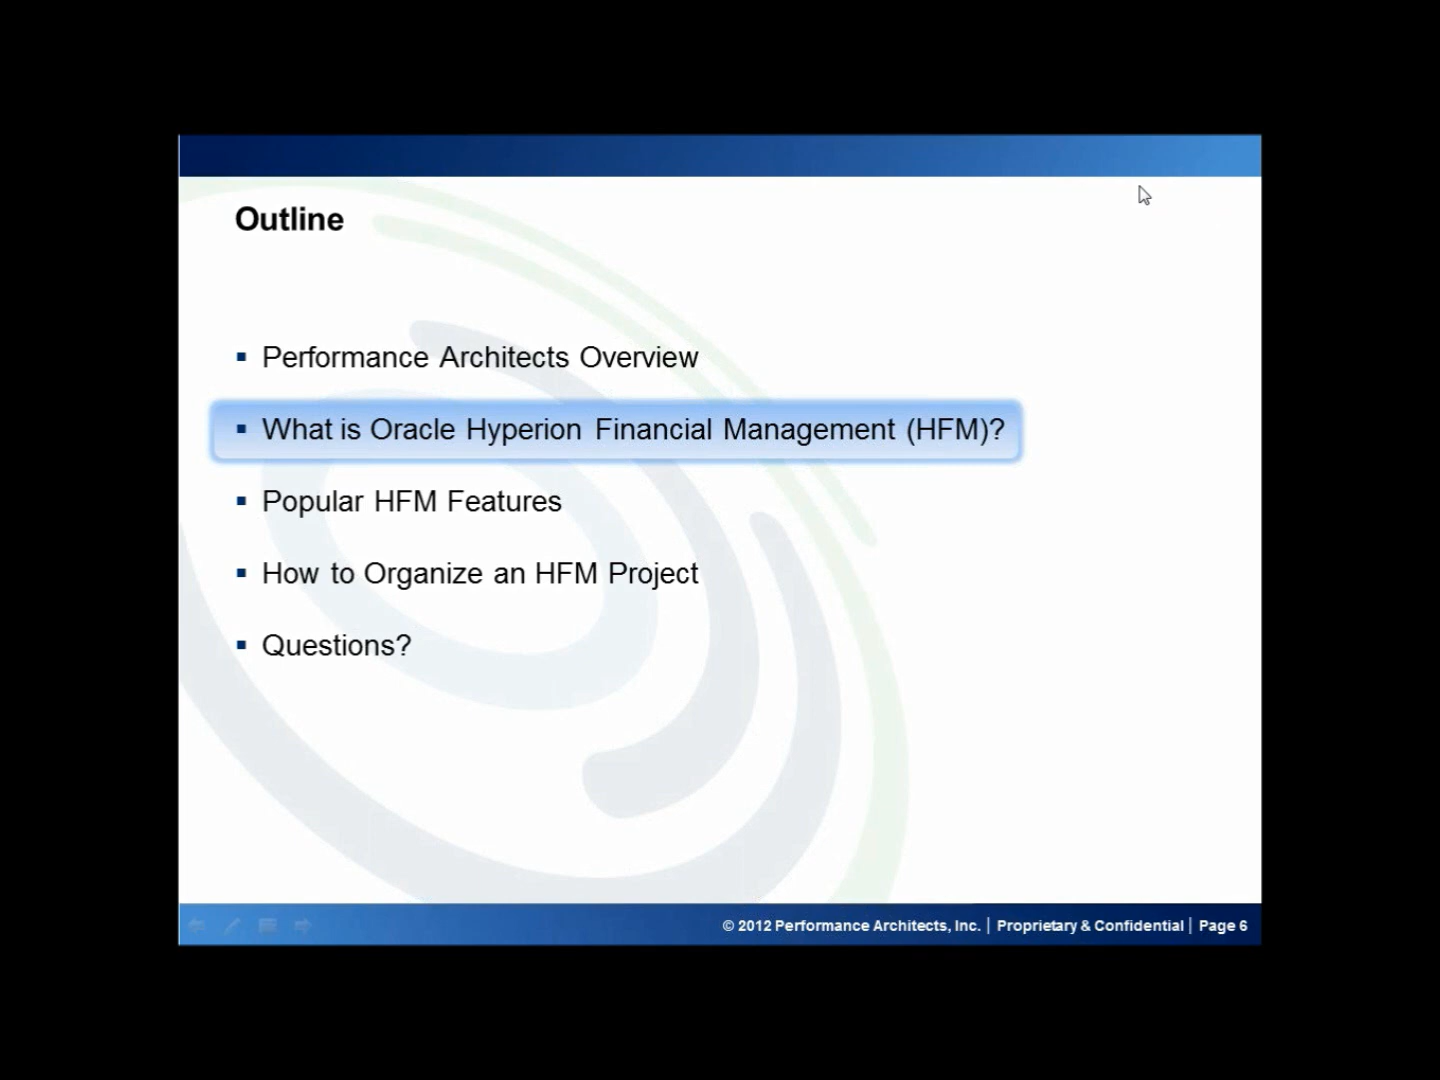 Outline
▪ Performance Architects Overview
▪ What is Oracle Hyperion Financial Management (HFM)?
▪ Popular HFM Features
▪ How to Organize an HFM Project
▪ Questions?
© 2012 Performance Architects, Inc. | Proprietary & Confidential | Page 6